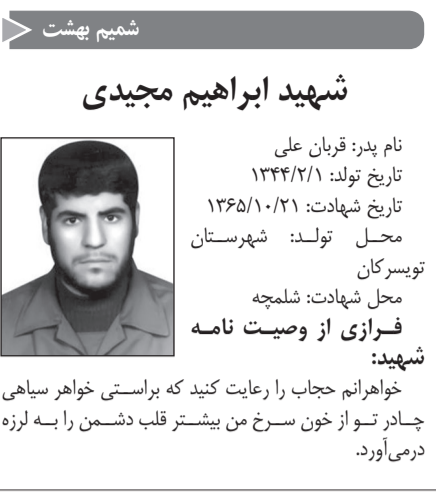 شمیم بهشت
شهید ابراهیم مجیدی
نام پدر: قربان علی
تاریخ تولد: ۱۳۴۴/۲/۱
تاریخ شهادت: ۱۳۶۵/۱۰/۲۱
محل تولد: شهرستان
تویسرکان
محل شهادت: شلمچه
فرازی از وصیت نامه
شهید:
خواهرانم حجاب را رعایت کنید که براستی خواهر سیاهی
چادر تو از خون سرخ من بیشتر قلب دشمن را به لرزه
درمی‌آورد.